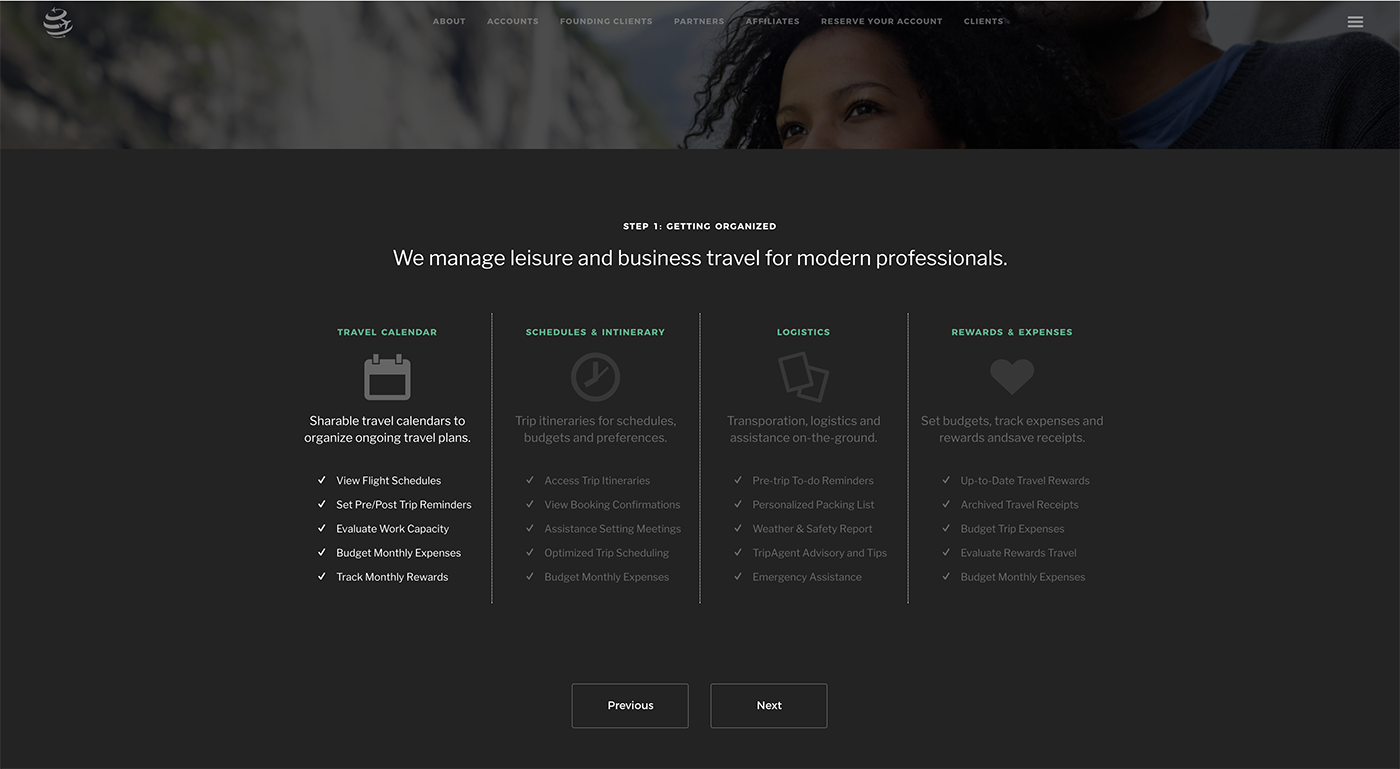 ABOUT ACCOUNTS FOUNDING CLIENTS PARTNERS AFFILIATES RESERVE YOUR ACCOUNT CLIENTS
STEP 1: GETTING ORGANIZED
We manage leisure and business travel for modern professionals.
TRAVEL CALENDAR
Sharable travel calendars to
organize ongoing travel plans.
View Flight Schedules
Set Pre/Post Trip Reminders
Evaluate Work Capacity
Budget Monthly Expenses
Track Monthly Rewards
SCHEDULES & INTINERARY
Trip itineraries for schedules,
budgets and preferences.
Access Trip Itineraries
View Booking Confirmations
Assistance Setting Meetings
Optimized Trip Scheduling
Budget Monthly Expenses
LOGISTICS
Transporation, logistics and
assistance on-the-ground.
Pre-trip To-do Reminders
Personalized Packing List
Weather & Safety Report
TripAgent Advisory and Tips
Emergency Assistance
REWARDS & EXPENSES
Set budgets, track expenses and
rewards andsave receipts.
Up-to-Date Travel Rewards
Archived Travel Receipts
Budget Trip Expenses
Evaluate Rewards Travel
Budget Monthly Expenses
Previous
Next